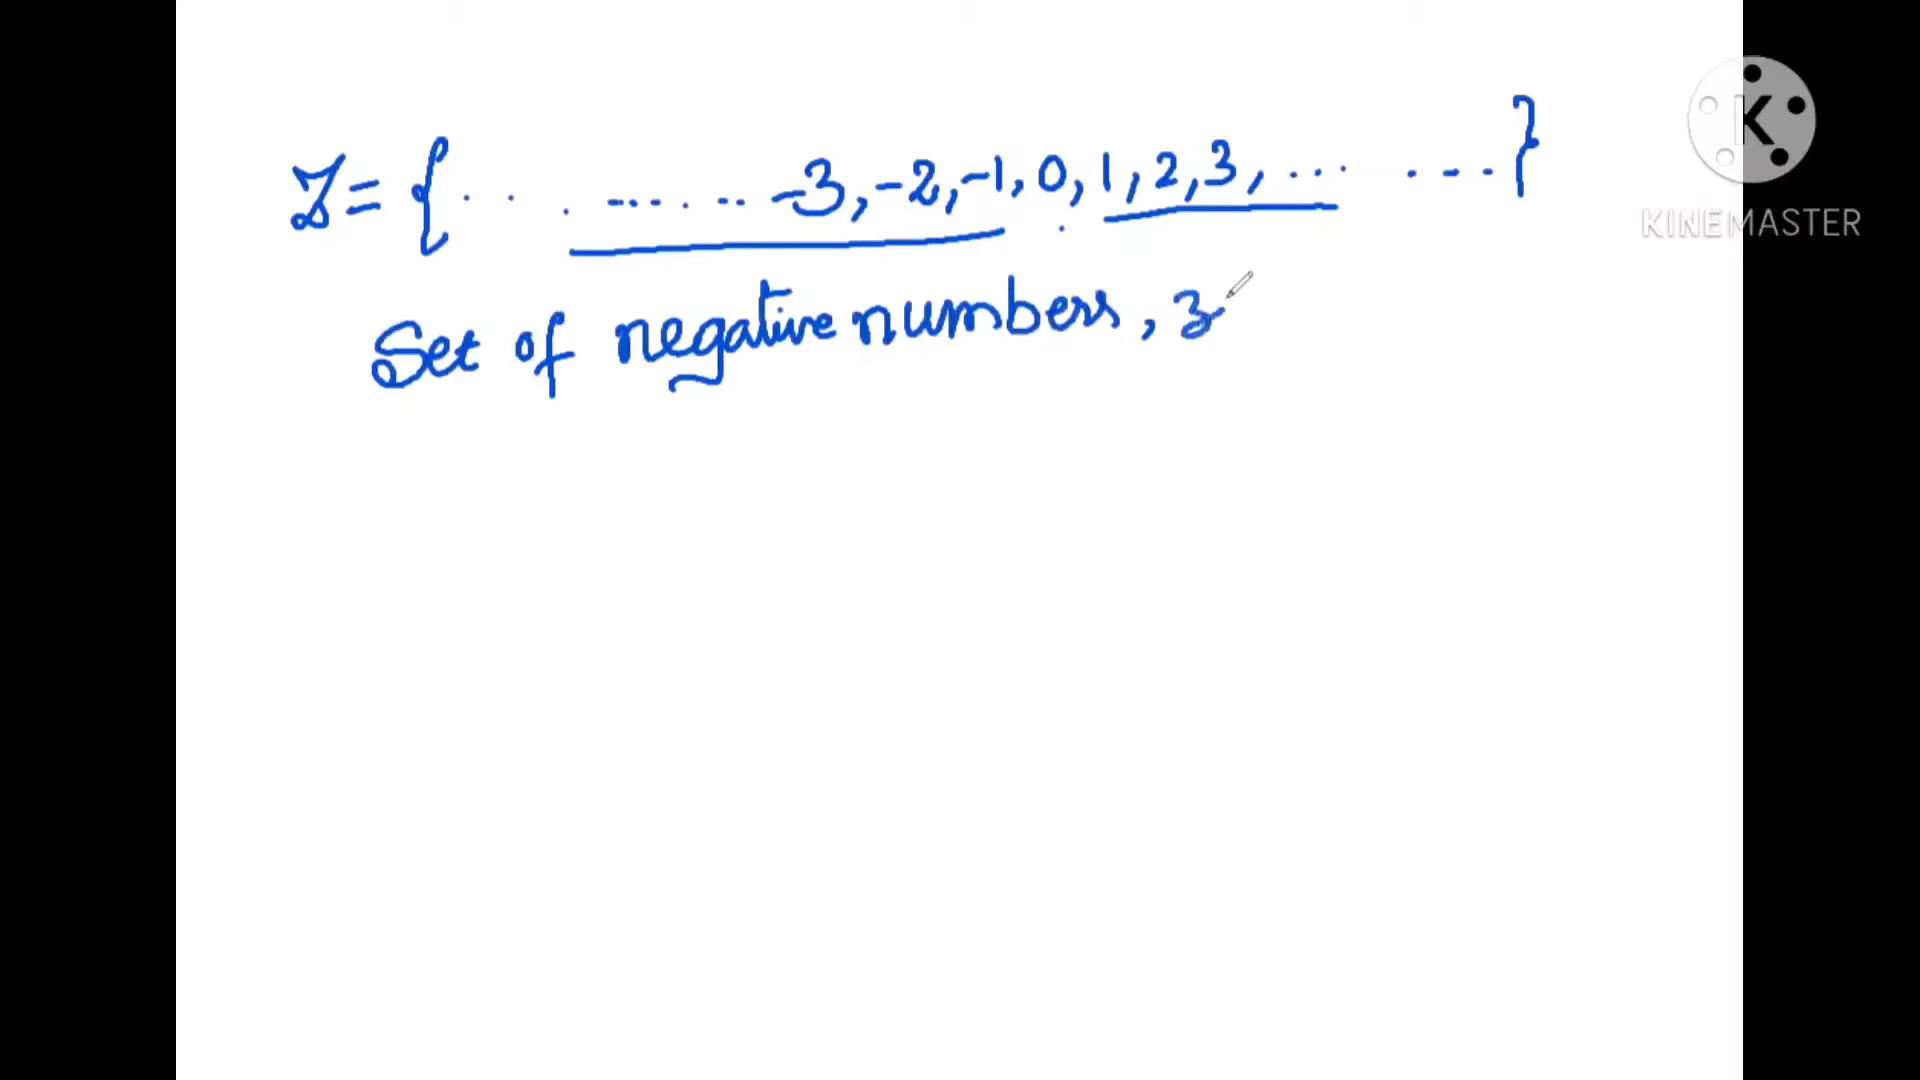 Z = { . . . ... . .. -3, -2, -1, 0, 1, 2, 3, ... . ... }
Set of negative numbers, z
K
KINEMASTER